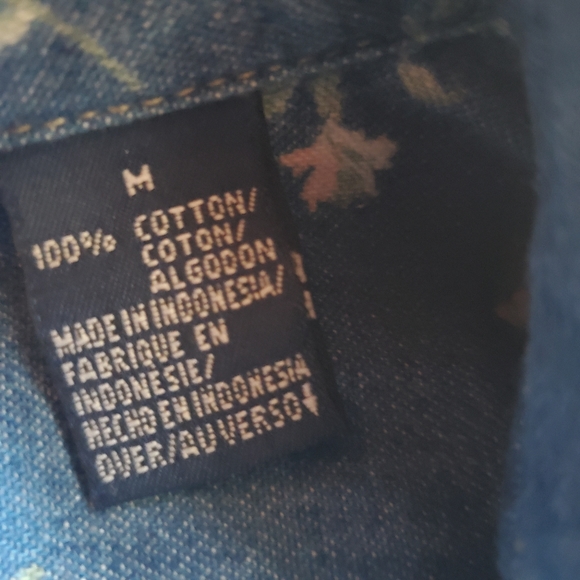 M
100% COTTON/
COTON/
ALGODON
MADE IN INDONESIA/
FABRIQUE EN
INDONESIE/
HECHO EN INDONESIA
OVER/AU VERSO↓